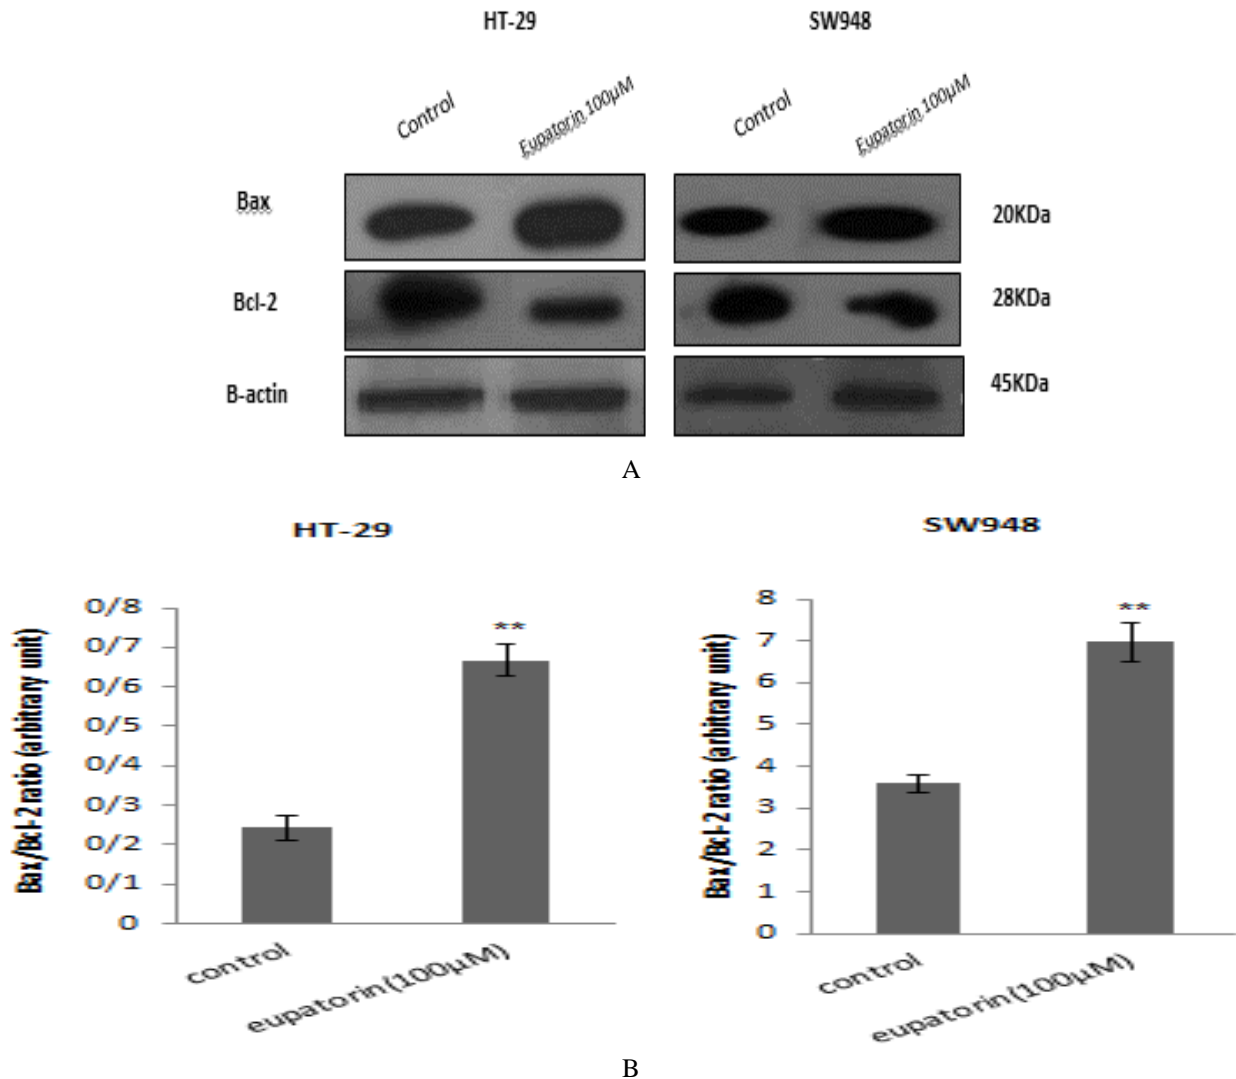 HT-29 SW948
Control Eupatorin 100µM Control Eupatorin 100µM
Bax 20KDa
Bcl-2 28KDa
B-actin 45KDa
A
HT-29
Bax/Bcl-2 ratio (arbitrary unit)
0/8
0/7
0/6
0/5
0/4
0/3
0/2
0/1
0
**
control
eupatorin(100µM)
SW948
Bax/Bcl-2 ratio (arbitrary unit)
8
7
6
5
4
3
2
1
0
**
control
eupatorin(100µM)
B